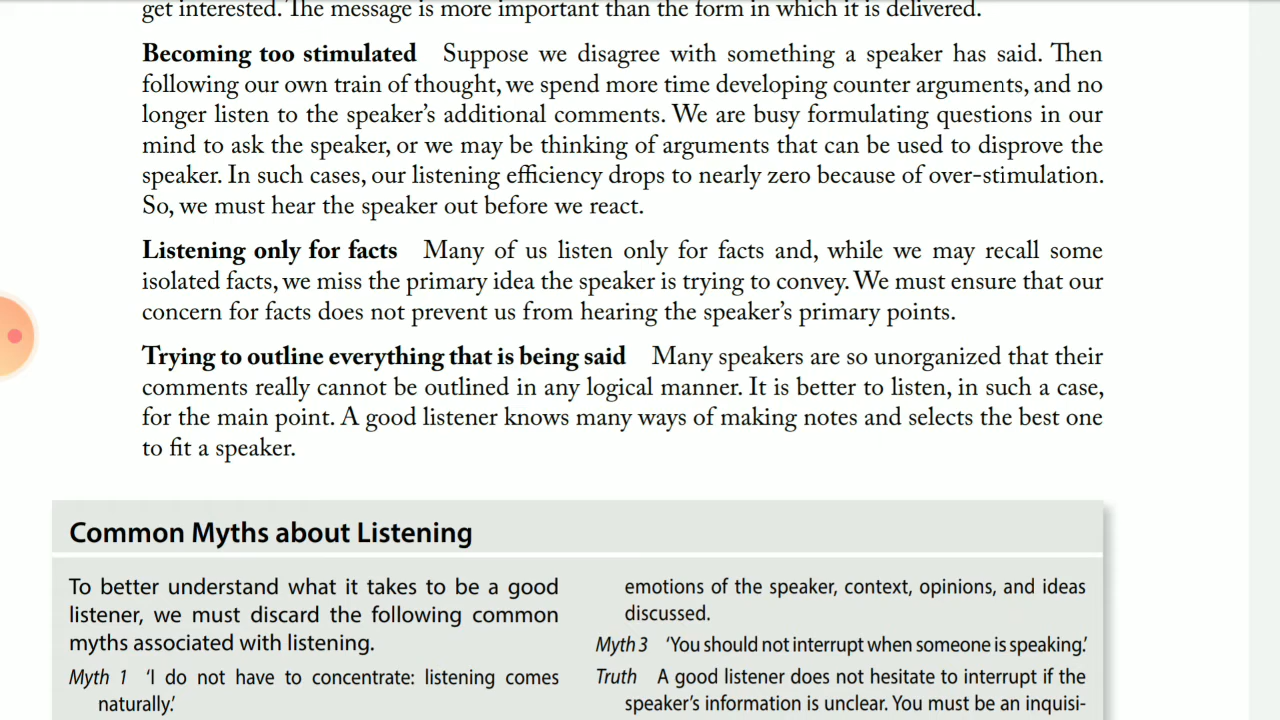 get interested. The message is more important than the form in which it is delivered.
Becoming too stimulated Suppose we disagree with something a speaker has said. Then
following our own train of thought, we spend more time developing counter arguments, and no
longer listen to the speaker's additional comments. We are busy formulating questions in our
mind to ask the speaker, or we may be thinking of arguments that can be used to disprove the
speaker. In such cases, our listening efficiency drops to nearly zero because of over-stimulation.
So, we must hear the speaker out before we react.
Listening only for facts Many of us listen only for facts and, while we may recall some
isolated facts, we miss the primary idea the speaker is trying to convey. We must ensure that our
concern for facts does not prevent us from hearing the speaker's primary points.
Trying to outline everything that is being said Many speakers are so unorganized that their
comments really cannot be outlined in any logical manner. It is better to listen, in such a case,
for the main point. A good listener knows many ways of making notes and selects the best one
to fit a speaker.
Common Myths about Listening
To better understand what it takes to be a good
listener, we must discard the following common
myths associated with listening.
Myth 1 'I do not have to concentrate: listening comes
naturally.'
emotions of the speaker, context, opinions, and ideas
discussed.
Myth 3 'You should not interrupt when someone is speaking.'
Truth A good listener does not hesitate to interrupt if the
speaker's information is unclear. You must be an inquisi-